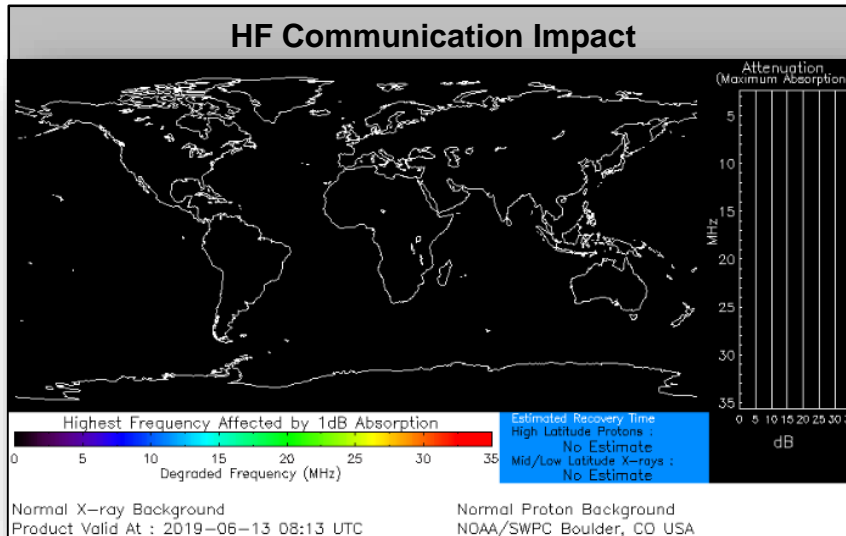 HF Communication Impact
Attenuation
(Maximum Absorption
5
10
15
20
25
30
35
MHz
0 5 10 15 20 25 30 3
dB
Highest Frequency Affected by 1dB Absorption
0 5 10 15 20 25 30 35
Degraded Frequency (MHz)
Estimated Recovery Time
High Latitude Protons :
No Estimate
Mid/Low Latitude X-rays :
No Estimate
Normal X-ray Background
Product Valid At : 2019-06-13 08:13 UTC
Normal Proton Background
NOAA/SWPC Boulder, CO USA